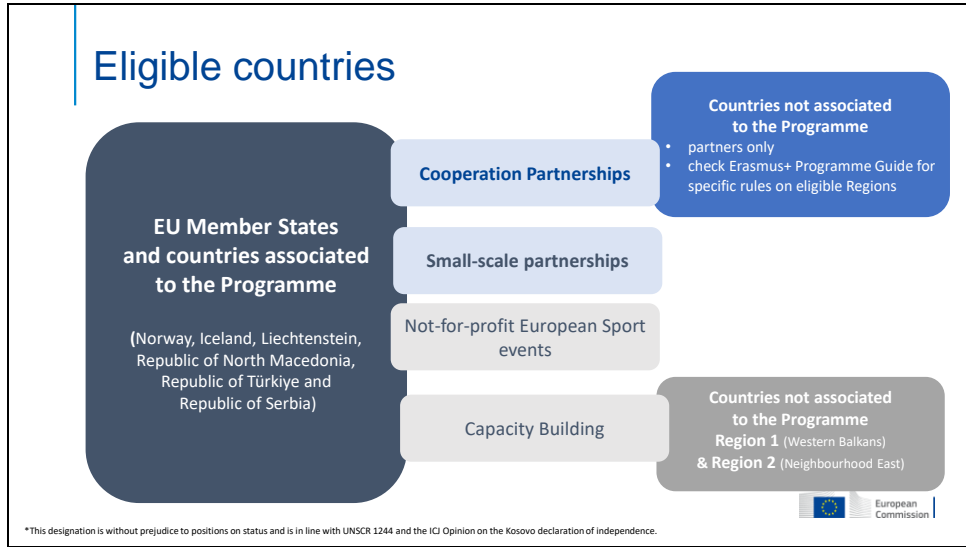 Eligible countries
EU Member States
and countries associated
to the Programme
(Norway, Iceland, Liechtenstein,
Republic of North Macedonia,
Republic of Türkiye and
Republic of Serbia)
Cooperation Partnerships
Small-scale partnerships
Not-for-profit European Sport
events
Capacity Building
Countries not associated
to the Programme
• partners only
• check Erasmus+ Programme Guide for
specific rules on eligible Regions
Countries not associated
to the Programme
Region 1 (Western Balkans)
& Region 2 (Neighbourhood East)
European
Commission
*This designation is without prejudice to positions on status and is in line with UNSCR 1244 and the ICJ Opinion on the Kosovo declaration of independence.